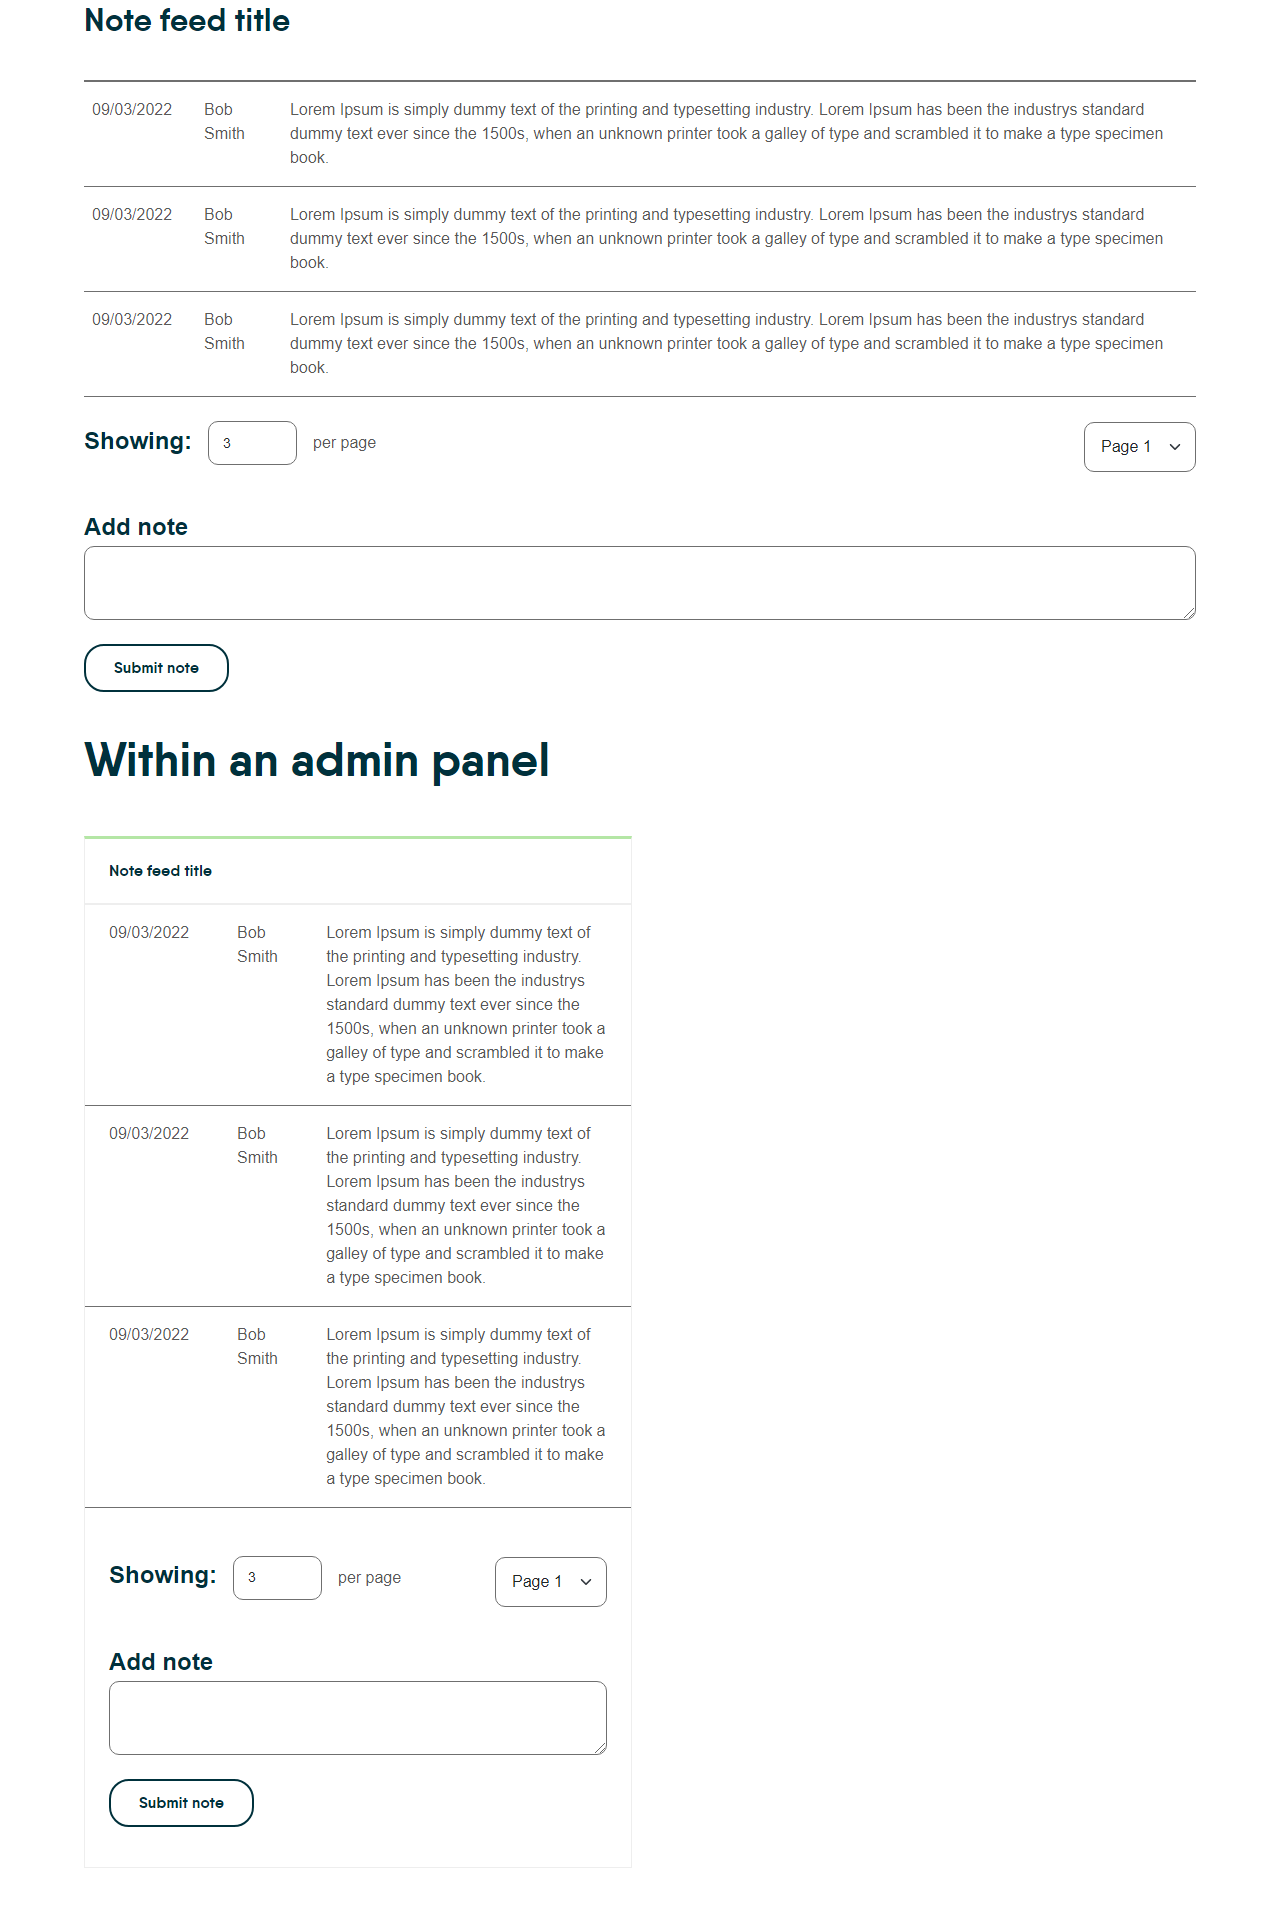 Note feed title
09/03/2022 Bob Lorem Ipsum is simply dummy text of the printing and typesetting industry. Lorem Ipsum has been the industrys standard
Smith dummy text ever since the 1500s, when an unknown printer took a galley of type and scrambled it to make a type specimen
book.
09/03/2022 Bob Lorem Ipsum is simply dummy text of the printing and typesetting industry. Lorem Ipsum has been the industrys standard
Smith dummy text ever since the 1500s, when an unknown printer took a galley of type and scrambled it to make a type specimen
book.
09/03/2022 Bob Lorem Ipsum is simply dummy text of the printing and typesetting industry. Lorem Ipsum has been the industrys standard
Smith dummy text ever since the 1500s, when an unknown printer took a galley of type and scrambled it to make a type specimen
book.
Showing: 3 per page Page 1
Add note
Submit note
Within an admin panel
Note feed title
09/03/2022 Bob Lorem Ipsum is simply dummy text of
Smith the printing and typesetting industry.
Lorem Ipsum has been the industrys
standard dummy text ever since the
1500s, when an unknown printer took a
galley of type and scrambled it to make
a type specimen book.
09/03/2022 Bob Lorem Ipsum is simply dummy text of
Smith the printing and typesetting industry.
Lorem Ipsum has been the industrys
standard dummy text ever since the
1500s, when an unknown printer took a
galley of type and scrambled it to make
a type specimen book.
09/03/2022 Bob Lorem Ipsum is simply dummy text of
Smith the printing and typesetting industry.
Lorem Ipsum has been the industrys
standard dummy text ever since the
1500s, when an unknown printer took a
galley of type and scrambled it to make
a type specimen book.
Showing: 3 per page Page 1
Add note
Submit note